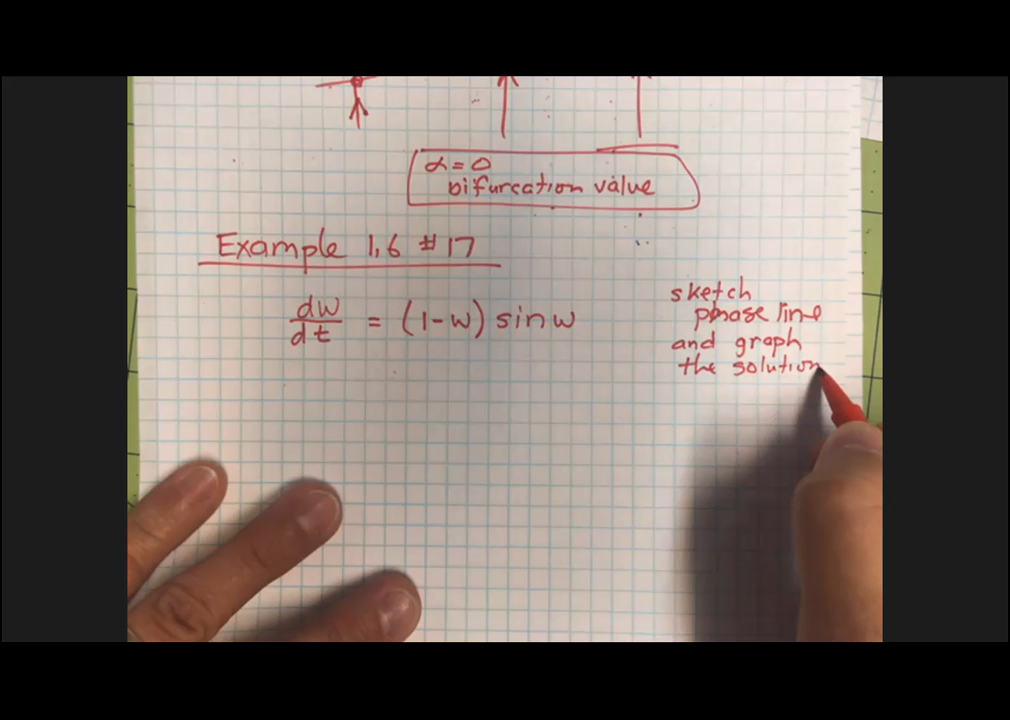 α = 0
bifurcation value
Example 1.6 # 17
dw/dt = (1-w) sin w
sketch
phase line
and graph
the solution